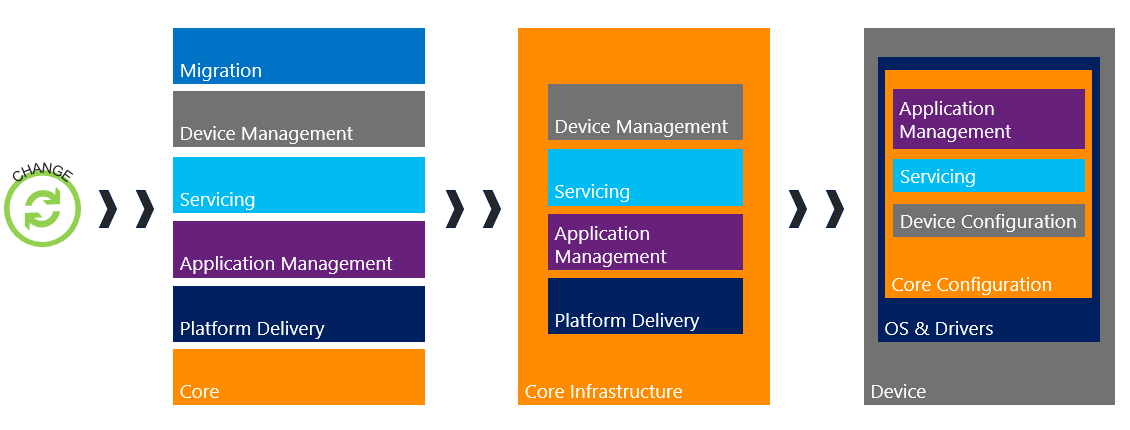 CHANGE
Migration
Device Management
Servicing
Application Management
Platform Delivery
Core
Device Management
Servicing
Application
Management
Platform Delivery
Core Infrastructure
Application
Management
Servicing
Device Configuration
Core Configuration
OS & Drivers
Device